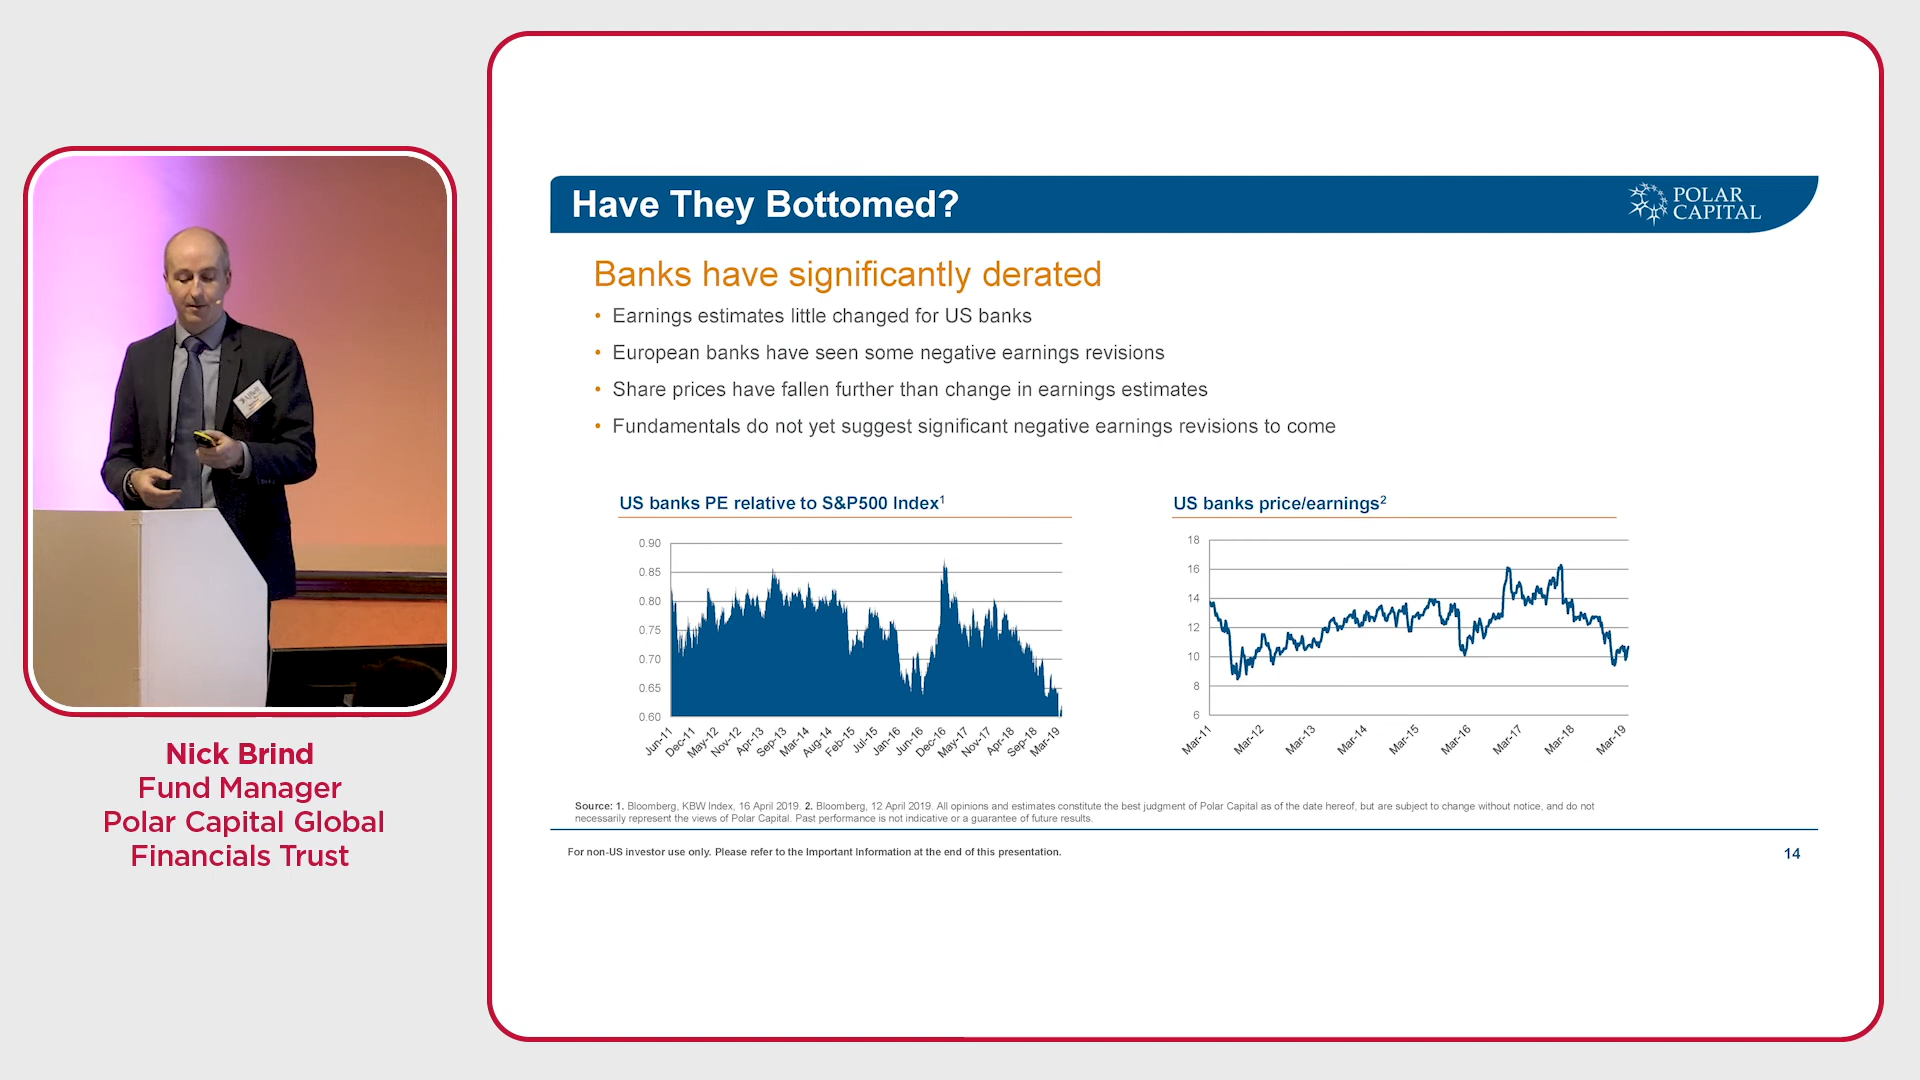 Have They Bottomed?
POLAR
CAPITAL
Banks have significantly derated
• Earnings estimates little changed for US banks
• European banks have seen some negative earnings revisions
• Share prices have fallen further than change in earnings estimates
• Fundamentals do not yet suggest significant negative earnings revisions to come
US banks PE relative to S&P500 Index1
0.90
0.85
0.80
0.75
0.70
0.65
0.60
Jun-11
Dec-11
May-12
Nov-12
Apr-13
Sep-13
Mar-14
Aug-14
Feb-15
Jul-15
Jan-16
Jun-16
Dec-16
May-17
Nov-17
Apr-18
Sep-18
Mar-19
US banks price/earnings2
18
16
14
12
10
8
6
Mar-11
Mar-12
Mar-13
Mar-14
Mar-15
Mar-16
Mar-17
Mar-18
Mar-19
Source: 1. Bloomberg, KBW Index, 16 April 2019. 2. Bloomberg, 12 April 2019. All opinions and estimates constitute the best judgment of Polar Capital as of the date hereof, but are subject to change without notice, and do not
necessarily represent the views of Polar Capital. Past performance is not indicative or a guarantee of future results.
For non-US investor use only. Please refer to the Important Information at the end of this presentation.
14
Nick Brind
Fund Manager
Polar Capital Global
Financials Trust